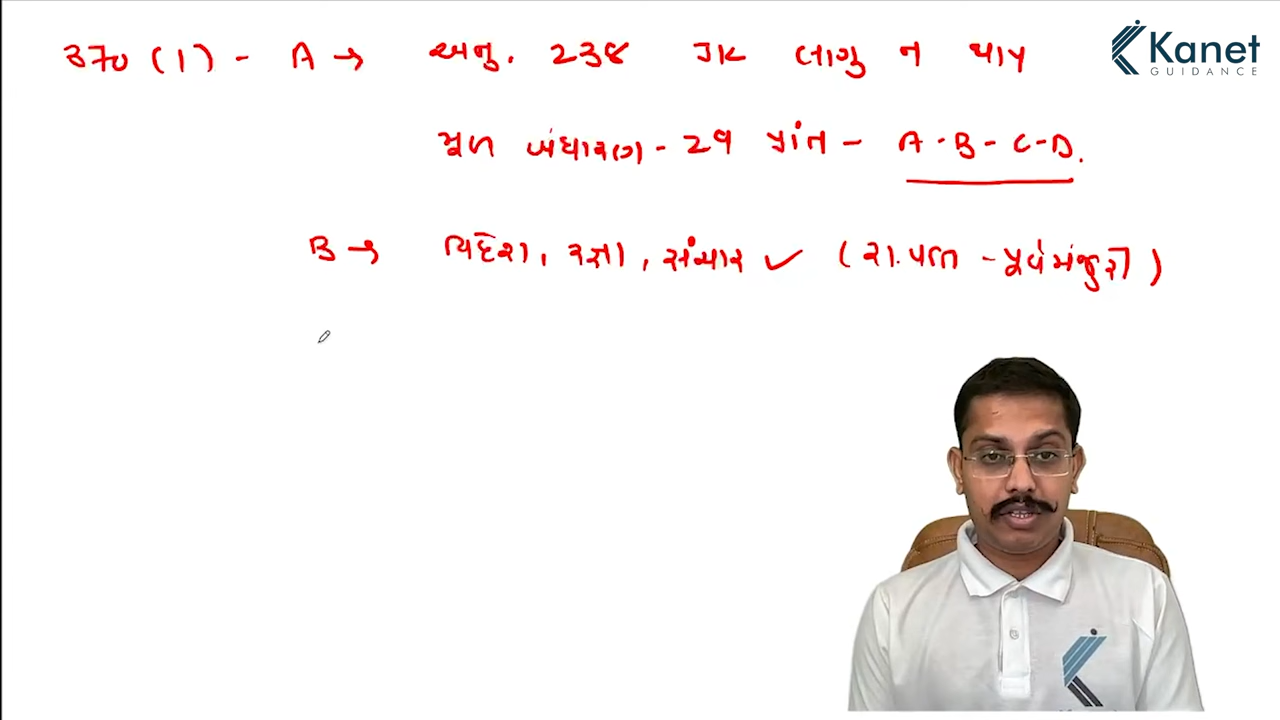 370 (1) - A → અનુ. 238 JK લાગુ ન થાય
Kanet
GUIDANCE
મૂળ બંધારણ - 29 પ્રાંત - A - B - C - D.
B → વિદેશ, રક્ષા, સંચાર ✓ (રા.પતિ - પૂર્વમંજુરી)